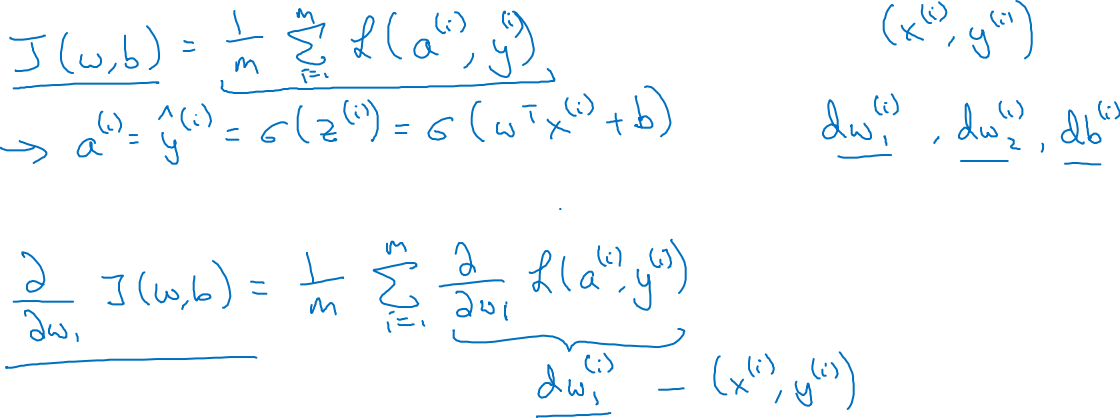 J(w,b) = 1/m Σ_{i=1}^{m} ℒ(a^{(i)}, y^{(i)})    (x^{(i)}, y^{(i)})
→ a^{(i)} = ŷ^{(i)} = σ(z^{(i)}) = σ(w^T x^{(i)} + b)    dw_1^{(i)}, dw_2^{(i)}, db^{(i)}
∂/∂w_1 J(w,b) = 1/m Σ_{i=1}^{m} ∂/∂w_1 ℒ(a^{(i)}, y^{(i)})
dw_1^{(i)} – (x^{(i)}, y^{(i)})